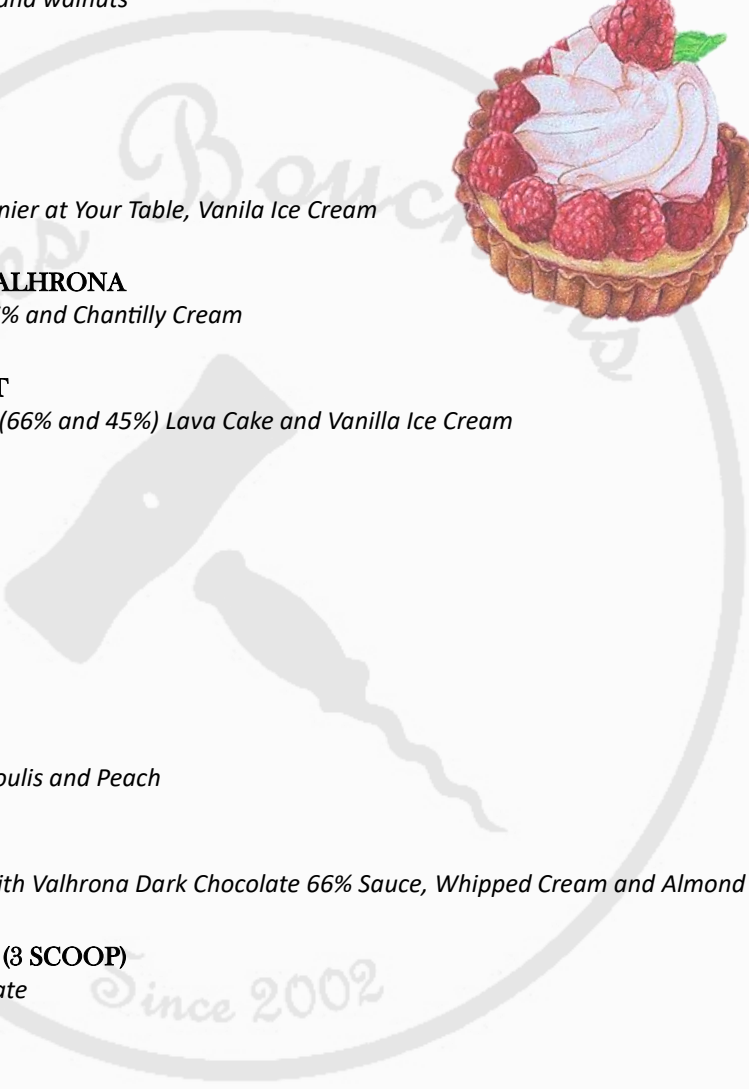 and walnuts
nier at Your Table, Vanila Ice Cream
ALHRONA
% and Chantilly Cream
T
(66% and 45%) Lava Cake and Vanilla Ice Cream
oulis and Peach
ith Valhrona Dark Chocolate 66% Sauce, Whipped Cream and Almond
(3 SCOOP)
ate
Since 2002